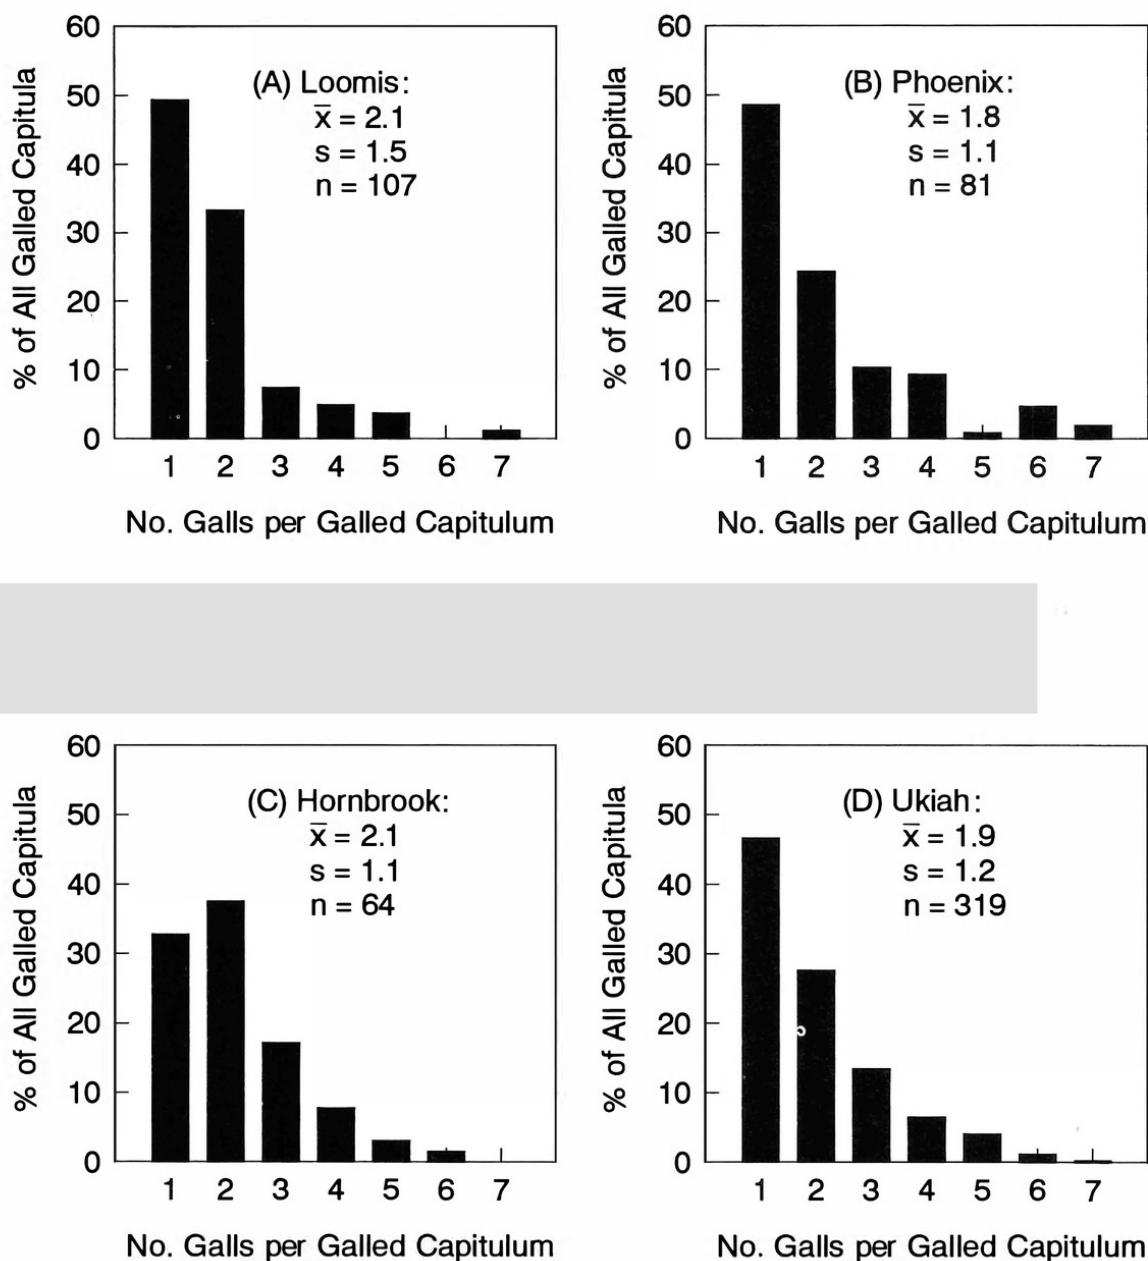 60
50
40
30
20
10
0
% of All Galled Capitula
(A) Loomis:
x̅ = 2.1
s = 1.5
n = 107
1 2 3 4 5 6 7
No. Galls per Galled Capitulum
60
50
40
30
20
10
0
% of All Galled Capitula
(B) Phoenix:
x̅ = 1.8
s = 1.1
n = 81
1 2 3 4 5 6 7
No. Galls per Galled Capitulum
60
50
40
30
20
10
0
% of All Galled Capitula
(C) Hornbrook:
x̅ = 2.1
s = 1.1
n = 64
1 2 3 4 5 6 7
No. Galls per Galled Capitulum
60
50
40
30
20
10
0
% of All Galled Capitula
(D) Ukiah:
x̅ = 1.9
s = 1.2
n = 319
1 2 3 4 5 6 7
No. Galls per Galled Capitulum